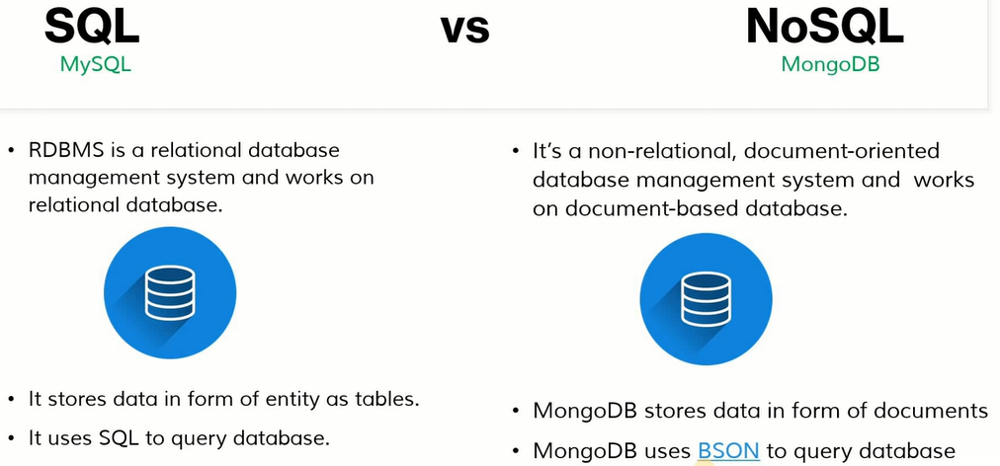 SQL vs NoSQL
MySQL MongoDB
• RDBMS is a relational database
management system and works on
relational database.
• It stores data in form of entity as tables.
• It uses SQL to query database.
• It's a non-relational, document-oriented
database management system and works
on document-based database.
• MongoDB stores data in form of documents
• MongoDB uses BSON to query database